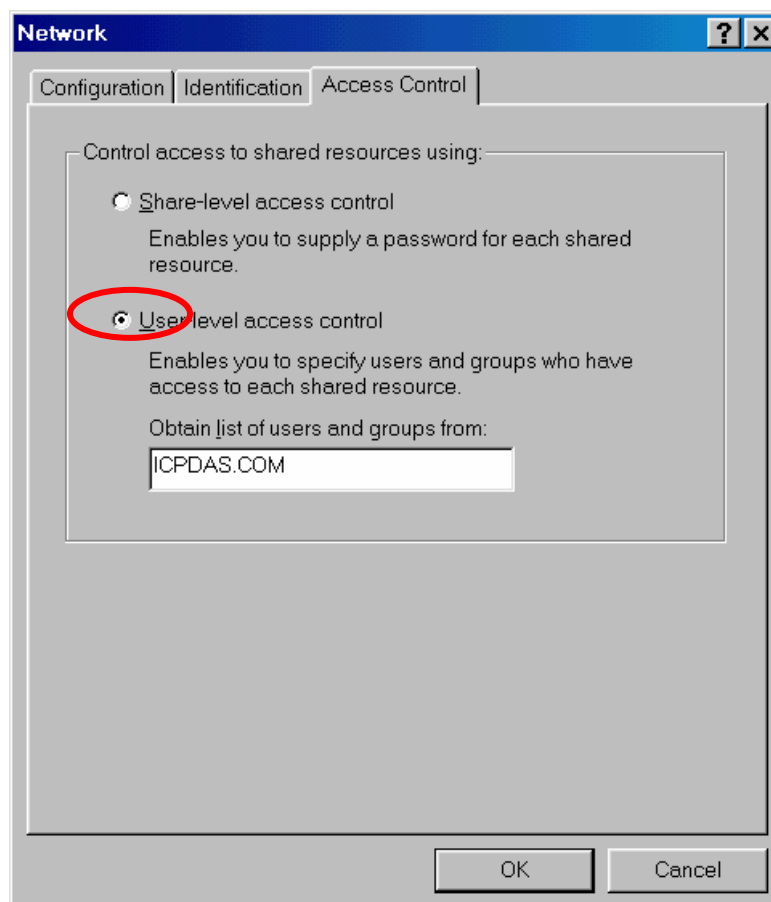 Network
Configuration Identification Access Control
Control access to shared resources using:
Share-level access control
Enables you to supply a password for each shared
resource.
User-level access control
Enables you to specify users and groups who have
access to each shared resource.
Obtain list of users and groups from:
ICPDAS.COM
OK Cancel